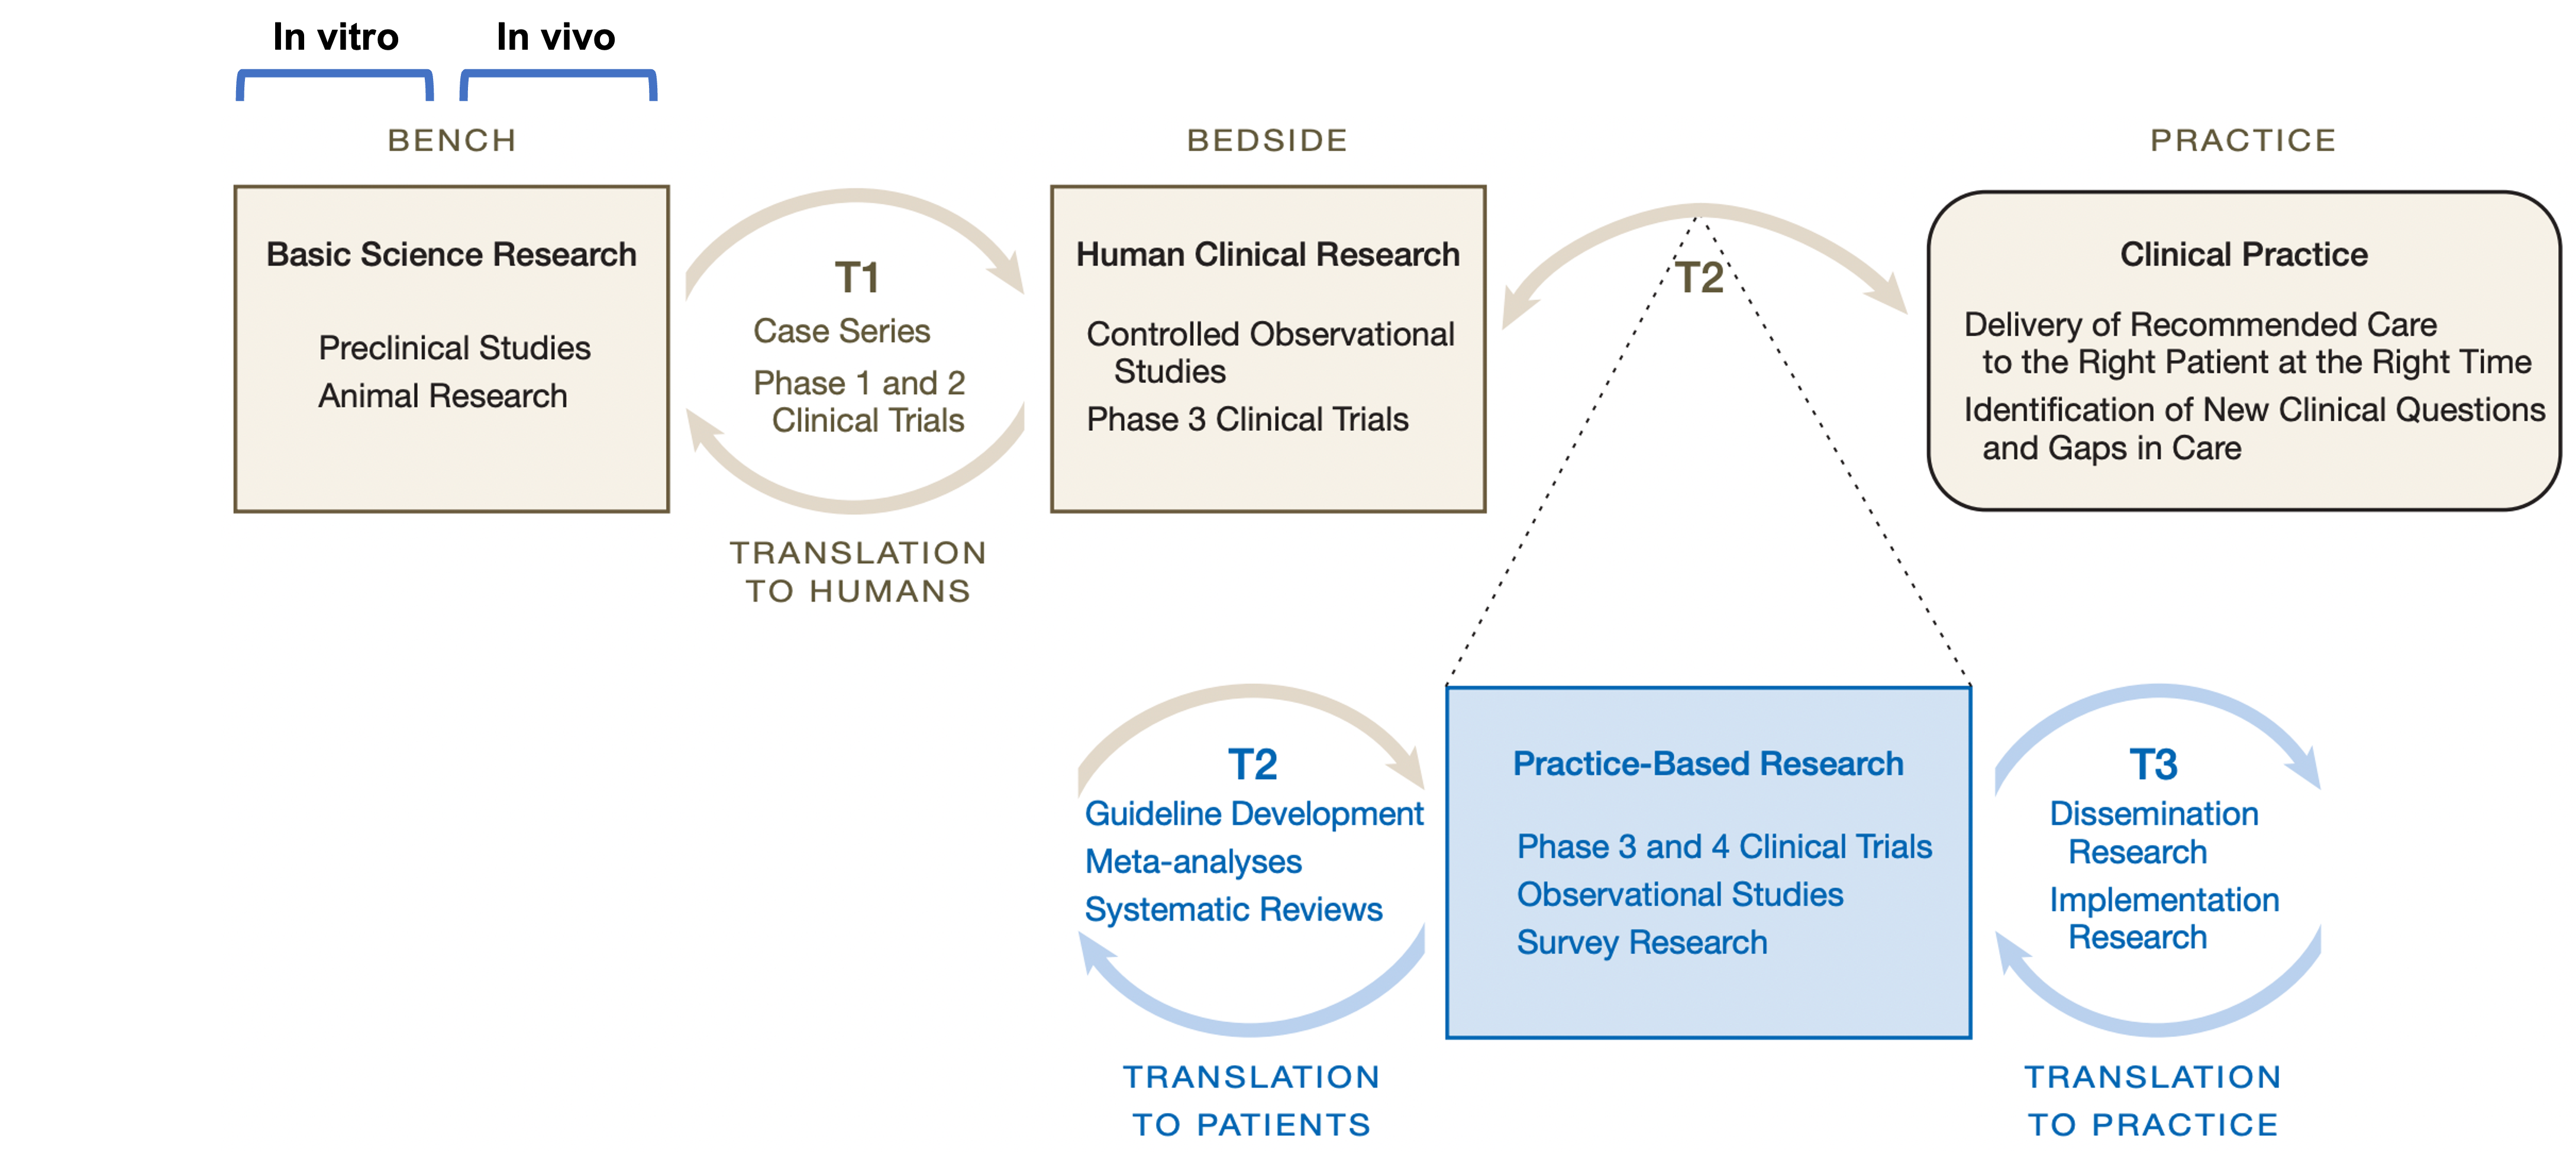 In vitro
In vivo
BENCH
BEDSIDE
PRACTICE
Basic Science Research
Preclinical Studies
Animal Research
T1
Case Series
Phase 1 and 2
Clinical Trials
TRANSLATION
TO HUMANS
Human Clinical Research
Controlled Observational
Studies
Phase 3 Clinical Trials
T2
Clinical Practice
Delivery of Recommended Care
to the Right Patient at the Right Time
Identification of New Clinical Questions
and Gaps in Care
T2
Guideline Development
Meta-analyses
Systematic Reviews
TRANSLATION
TO PATIENTS
Practice-Based Research
Phase 3 and 4 Clinical Trials
Observational Studies
Survey Research
T3
Dissemination
Research
Implementation
Research
TRANSLATION
TO PRACTICE